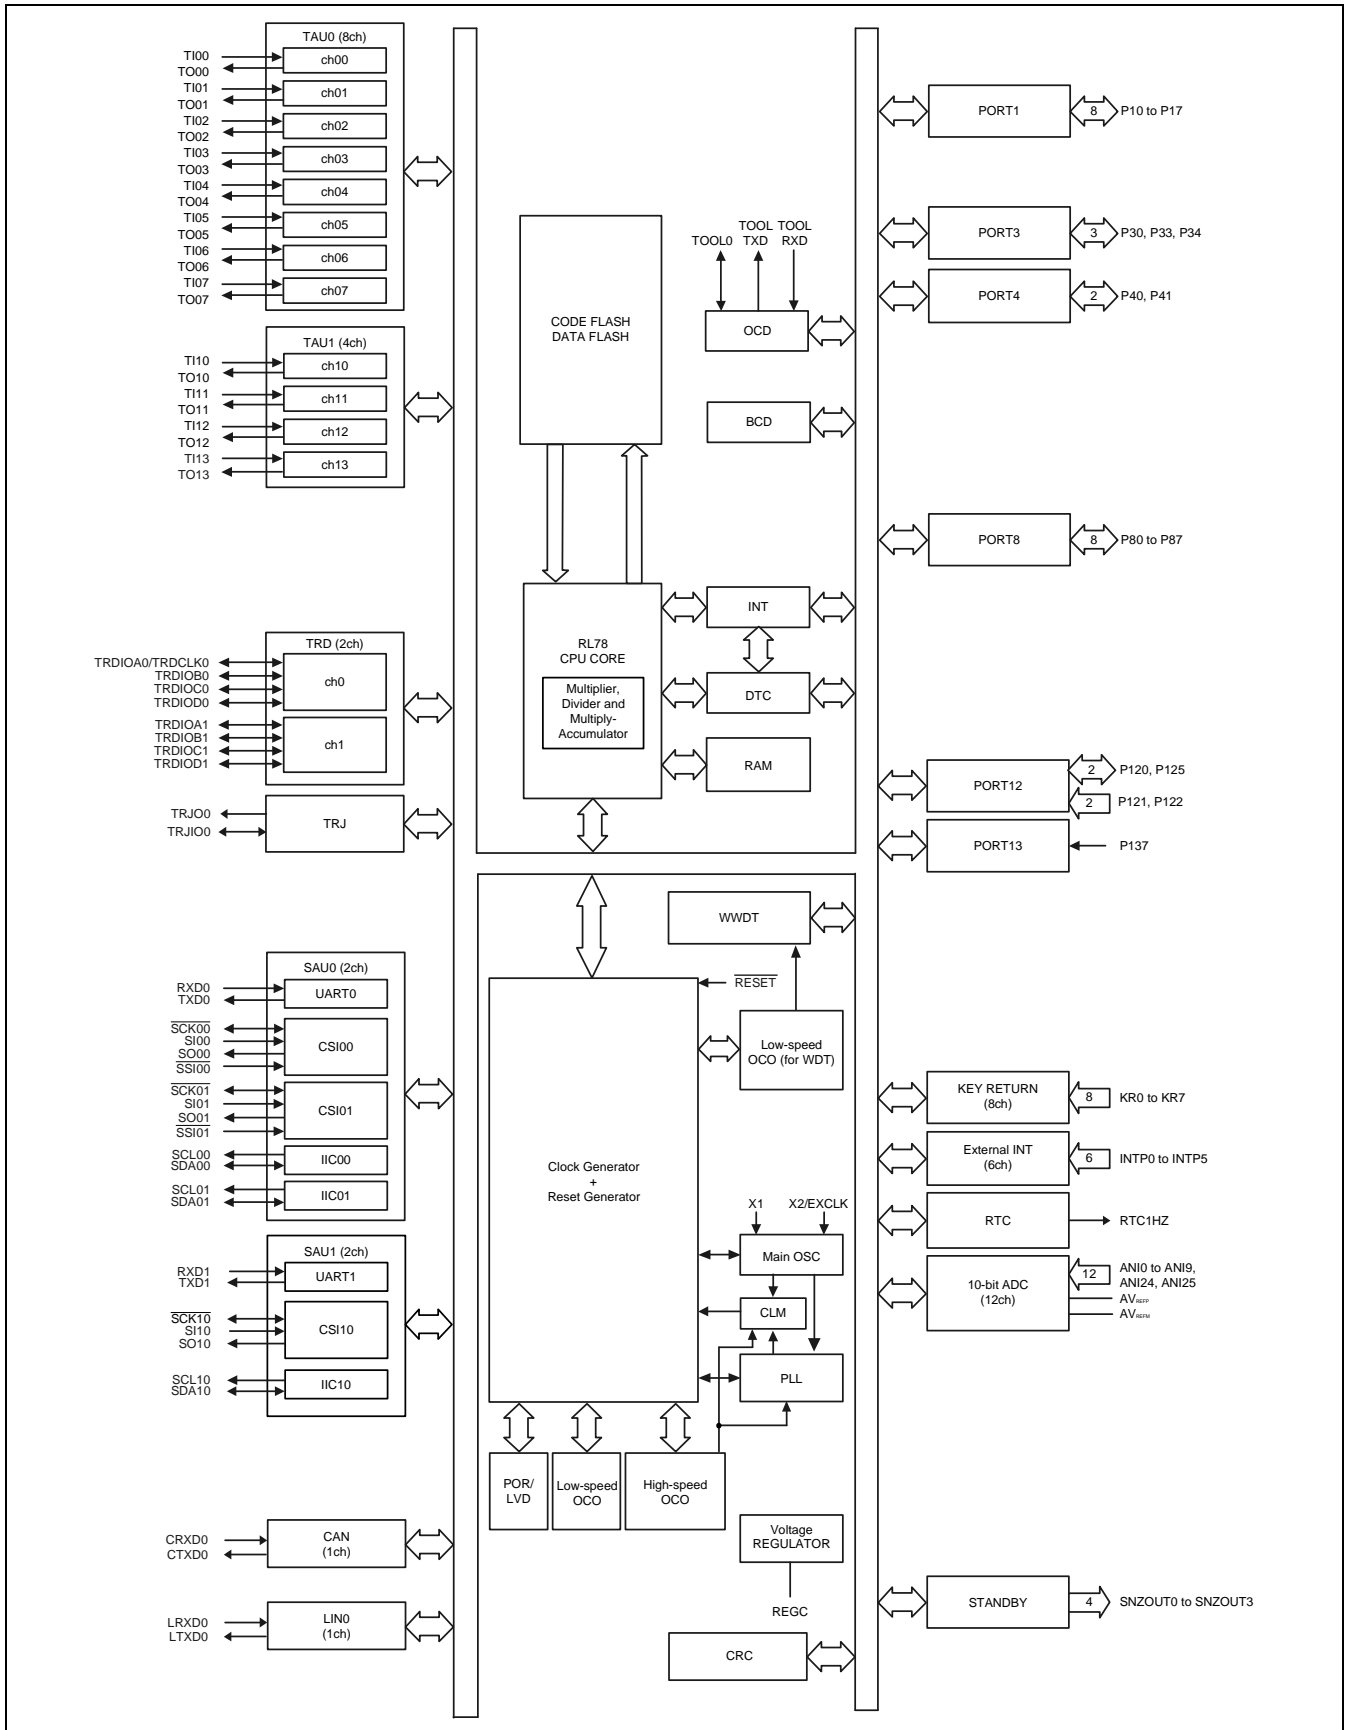 TAU0 (8ch)
TI00
TO00
ch00
TI01
TO01
ch01
TI02
TO02
ch02
TI03
TO03
ch03
TI04
TO04
ch04
TI05
TO05
ch05
TI06
TO06
ch06
TI07
TO07
ch07
TAU1 (4ch)
TI10
TO10
ch10
TI11
TO11
ch11
TI12
TO12
ch12
TI13
TO13
ch13
TRD (2ch)
TRDIOA0/TRDCLK0
TRDIOB0
TRDIOC0
TRDIOD0
ch0
TRDIOA1
TRDIOB1
TRDIOC1
TRDIOD1
ch1
TRJO0
TRJIO0
TRJ
SAU0 (2ch)
RXD0
TXD0
UART0
SCK00
SI00
SO00
SSI00
CSI00
SCK01
SI01
SO01
SSI01
CSI01
SCL00
SDA00
IIC00
SCL01
SDA01
IIC01
SAU1 (2ch)
RXD1
TXD1
UART1
SCK10
SI10
SO10
CSI10
SCL10
SDA10
IIC10
CRXD0
CTXD0
CAN
(1ch)
LRXD0
LTXD0
LIN0
(1ch)
CODE FLASH
DATA FLASH
TOOL0
TOOL
TXD
TOOL
RXD
OCD
BCD
RL78
CPU CORE
Multiplier,
Divider and
Multiply-
Accumulator
INT
DTC
RAM
WWDT
RESET
Low-speed
OCO (for WDT)
Clock Generator
+
Reset Generator
X1
X2/EXCLK
Main OSC
CLM
PLL
POR/
LVD
Low-speed
OCO
High-speed
OCO
Voltage
REGULATOR
REGC
CRC
PORT1
8
P10 to P17
PORT3
3
P30, P33, P34
PORT4
2
P40, P41
PORT8
8
P80 to P87
PORT12
2
P120, P125
2
P121, P122
PORT13
P137
KEY RETURN
(8ch)
8
KR0 to KR7
External INT
(6ch)
6
INTP0 to INTP5
RTC
RTC1HZ
10-bit ADC
(12ch)
12
ANI0 to ANI9,
ANI24, ANI25
AVREFP
AVREFM
STANDBY
4
SNZOUT0 to SNZOUT3